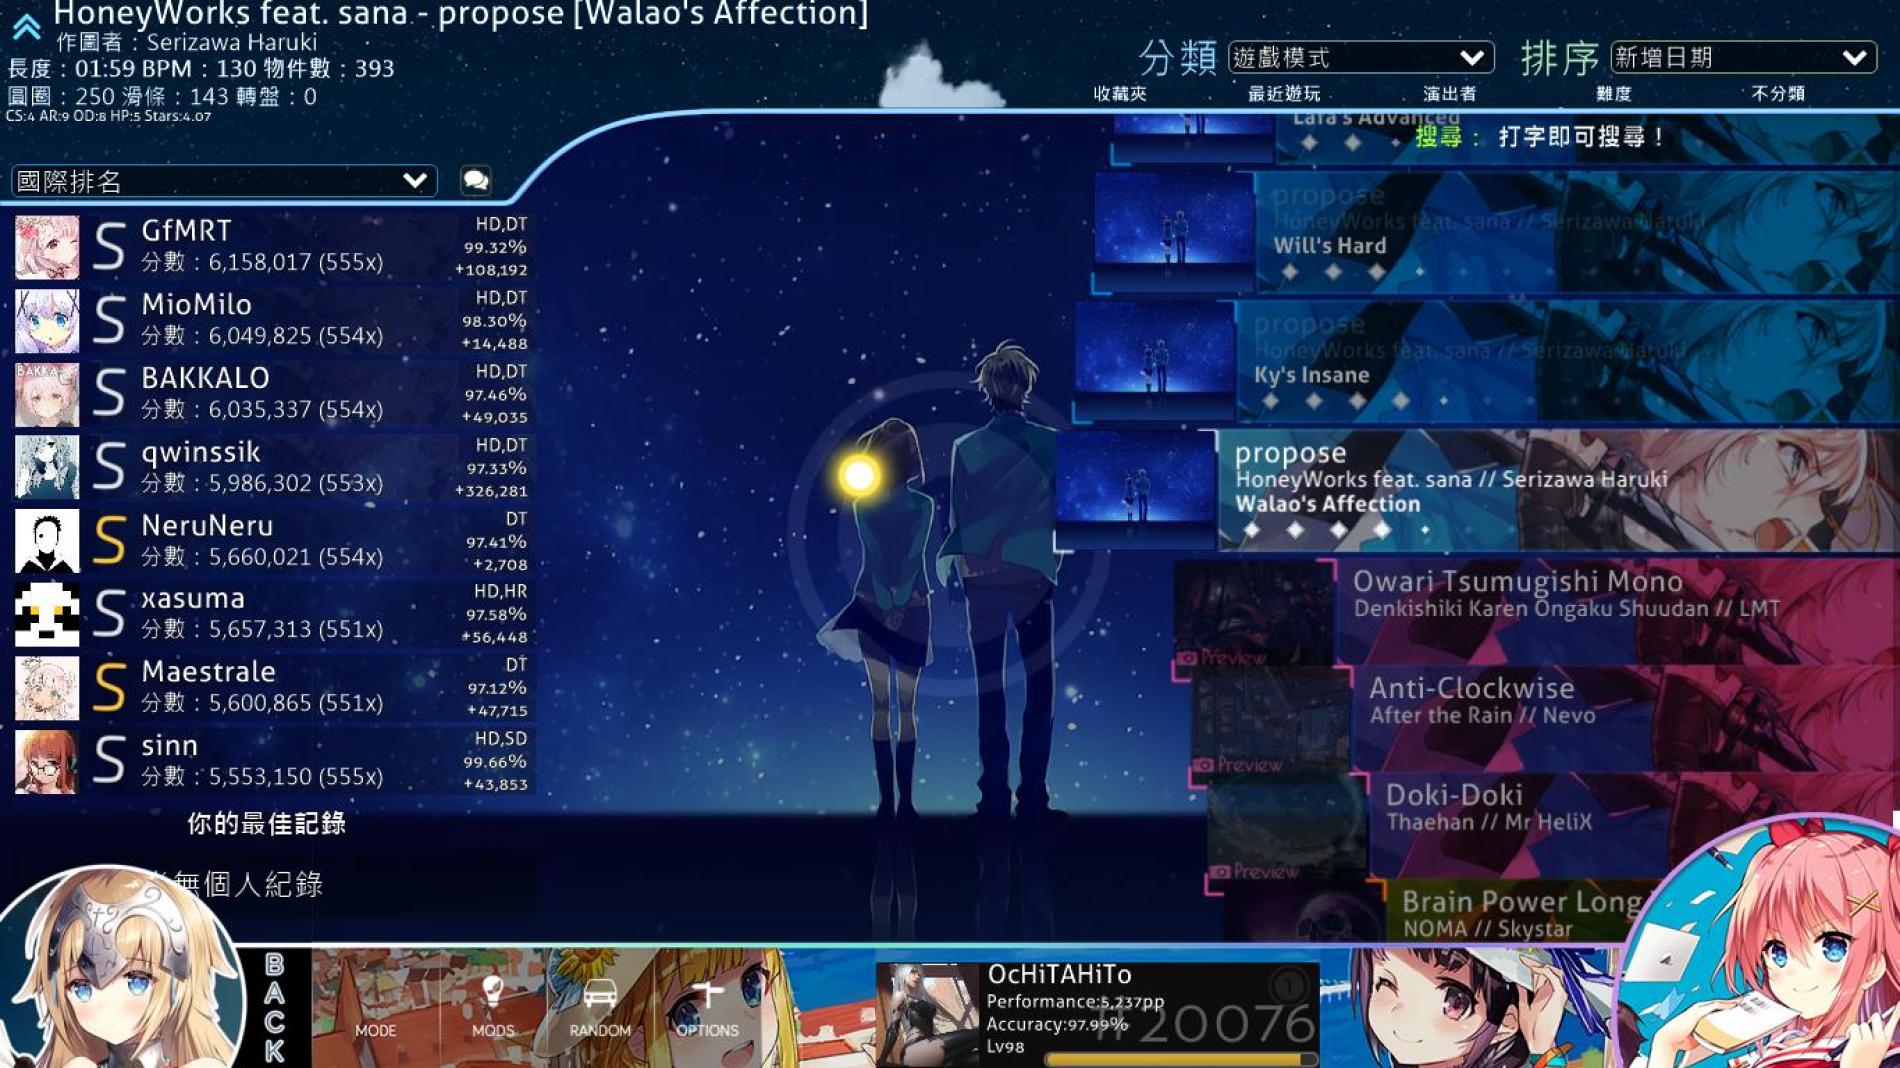 HoneyWorks feat. sana - propose [Walao's Affection]
作圖者：Serizawa Haruki
長度：01:59 BPM：130 物件數：393
圓圈：250 滑條：143 轉盤：0
CS:4 AR:9 OD:8 HP:5 Stars:4.07
分類
遊戲模式
排序
新增日期
收藏夾
最近遊玩
演出者
難度
不分類
搜尋： 打字即可搜尋！
國際排名
GfMRT
分數：6,158,017 (555x)
HD,DT
99.32%
+108,192
MioMilo
分數：6,049,825 (554x)
HD,DT
98.30%
+14,488
BAKKALO
分數：6,035,337 (554x)
HD,DT
97.46%
+49,035
qwinssik
分數：5,986,302 (553x)
HD,DT
97.33%
+326,281
NeruNeru
分數：5,660,021 (554x)
DT
97.41%
+2,708
xasuma
分數：5,657,313 (551x)
HD,HR
97.58%
+56,448
Maestrale
分數：5,600,865 (551x)
DT
97.12%
+47,715
sinn
分數：5,553,150 (555x)
HD,SD
99.66%
+43,853
你的最佳記錄
無個人紀錄
Lafa's Advanced
propose
HoneyWorks feat. sana // Serizawa Haruki
Will's Hard
propose
HoneyWorks feat. sana // Serizawa Haruki
Ky's Insane
propose
HoneyWorks feat. sana // Serizawa Haruki
Walao's Affection
Owari Tsumugishi Mono
Denkishiki Karen Ongaku Shuudan // LMT
Preview
Anti-Clockwise
After the Rain // Nevo
Preview
Doki-Doki
Thaehan // Mr HeliX
Preview
Brain Power Long
NOMA // Skystar
BACK
MODE
MODS
RANDOM
OPTIONS
OcHiTAHiTo
Performance:5,237pp
Accuracy:97.99%
Lv98
#20076